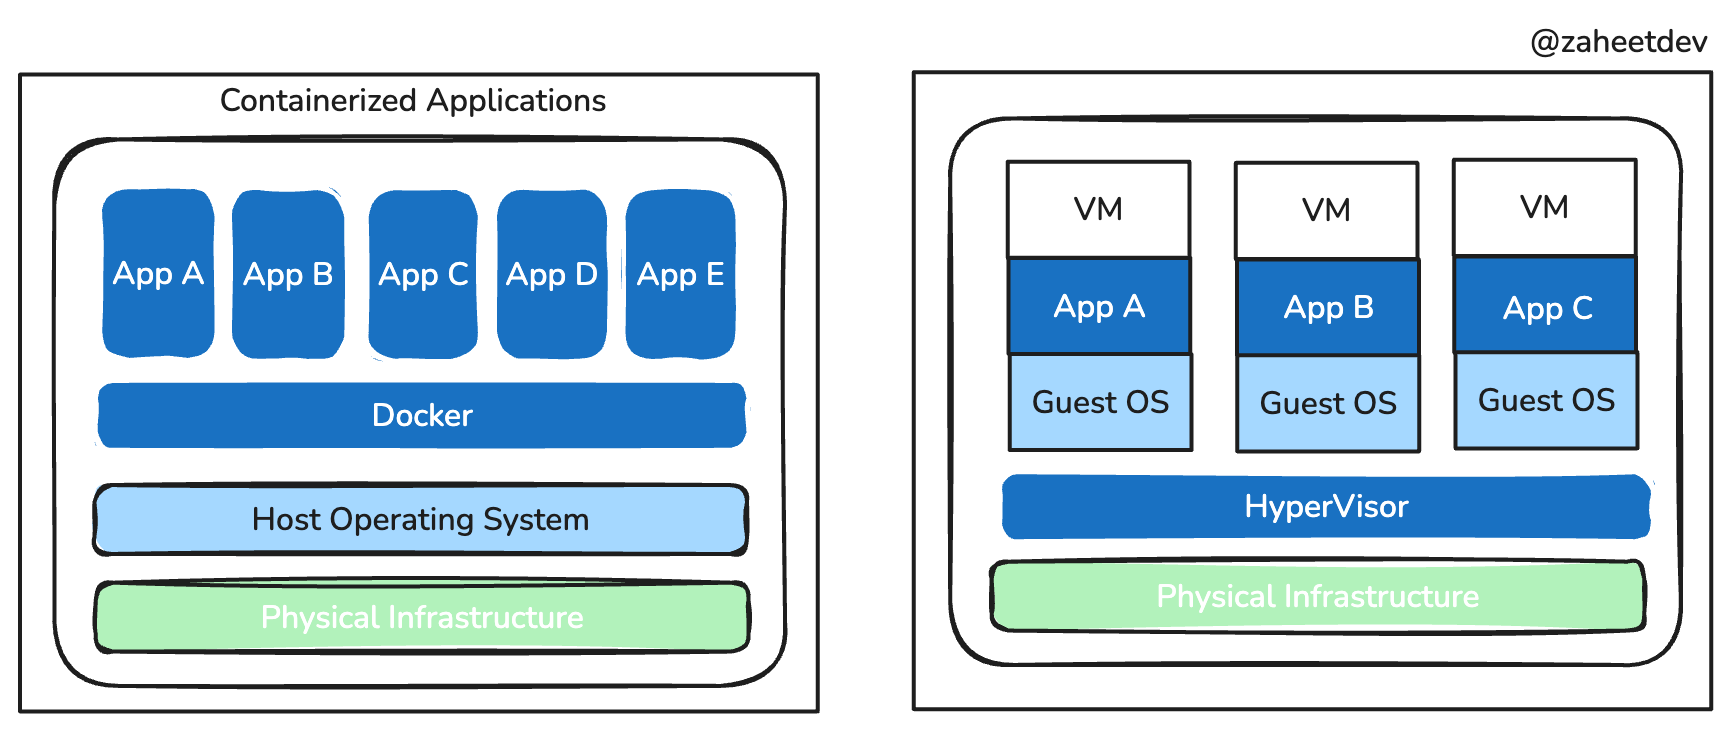 @zaheetdev
Containerized Applications
App A
App B
App C
App D
App E
Docker
Host Operating System
Physical Infrastructure
VM
VM
VM
App A
App B
App C
Guest OS
Guest OS
Guest OS
HyperVisor
Physical Infrastructure